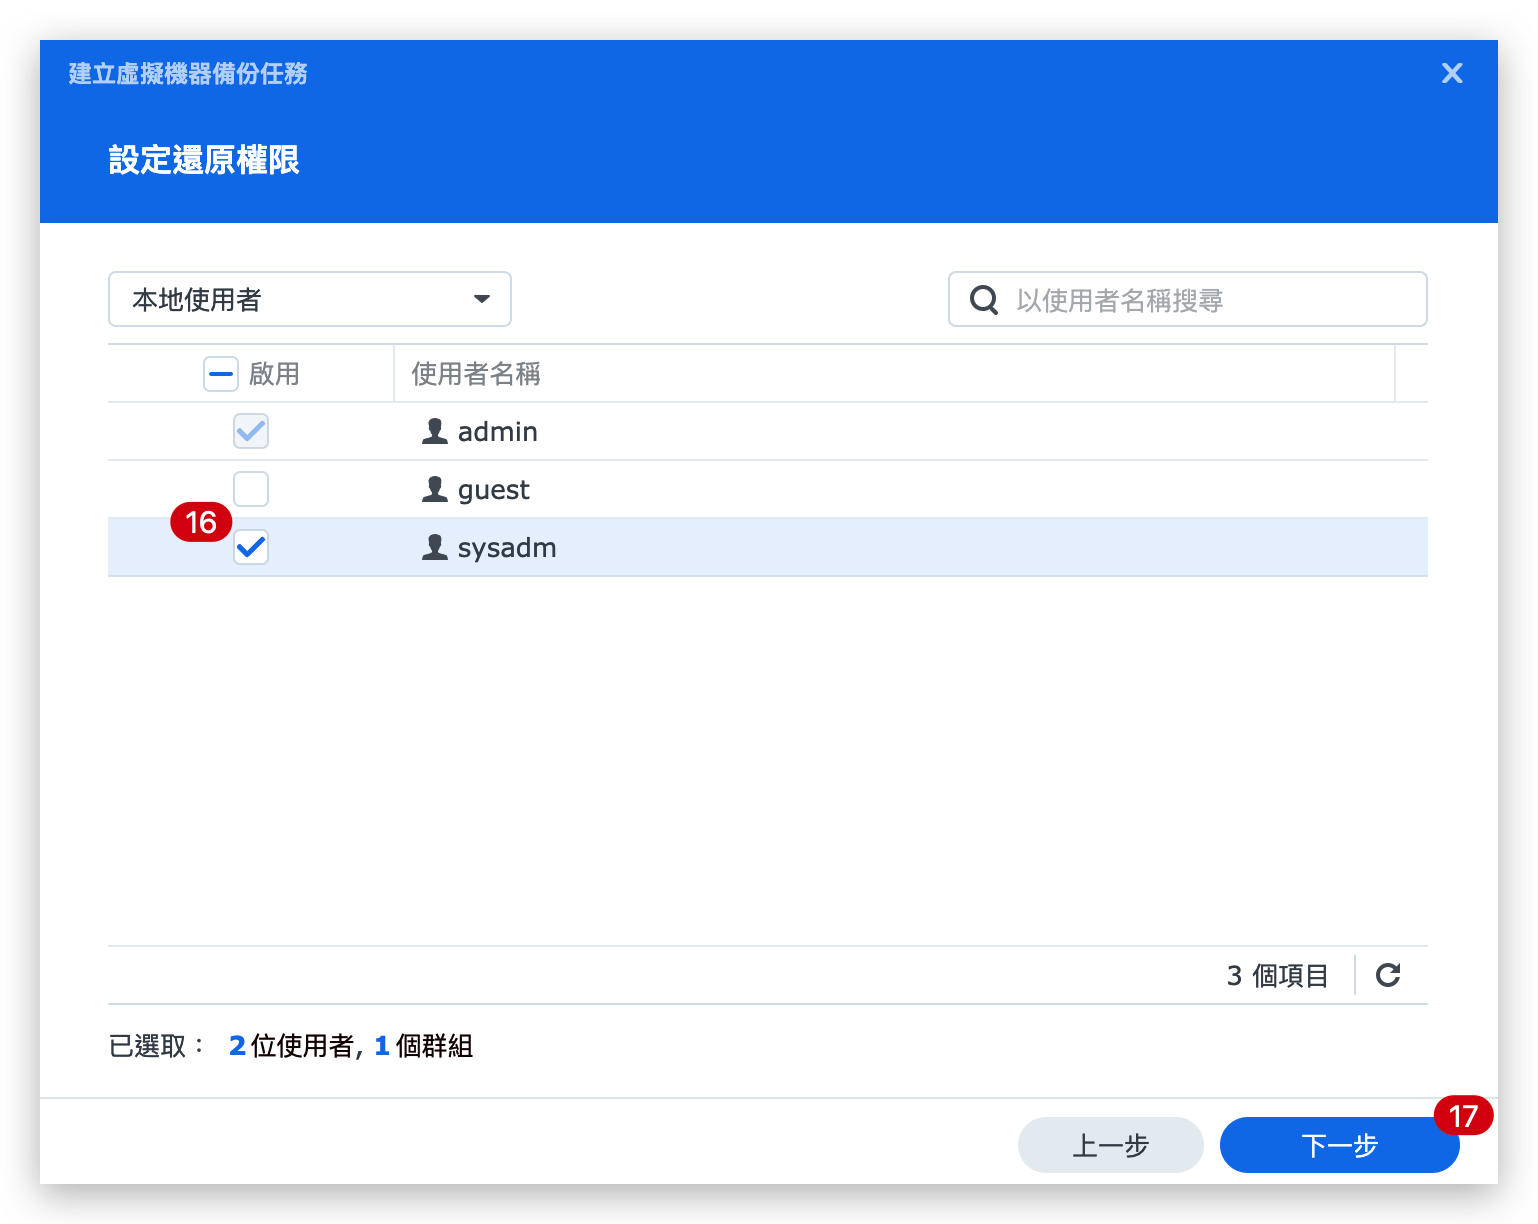 建立虛擬機器備份任務
設定還原權限
本地使用者
以使用者名稱搜尋
啟用 使用者名稱
admin
guest
16
sysadm
3 個項目
已選取： 2 位使用者, 1 個群組
17
上一步 下一步